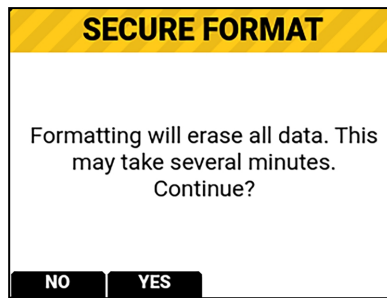 SECURE FORMAT
Formatting will erase all data. This
may take several minutes.
Continue?
NO
YES